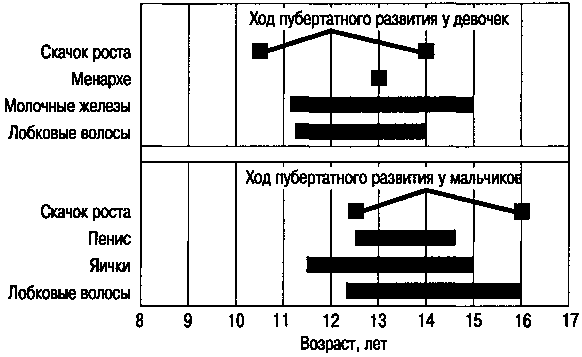 Ход пубертатного развития у девочек
Скачок роста
Менархе
Молочные железы
Лобковые волосы
Ход пубертатного развития у мальчиков
Скачок роста
Пенис
Яички
Лобковые волосы
8 9 10 11 12 13 14 15 16 17
Возраст, лет